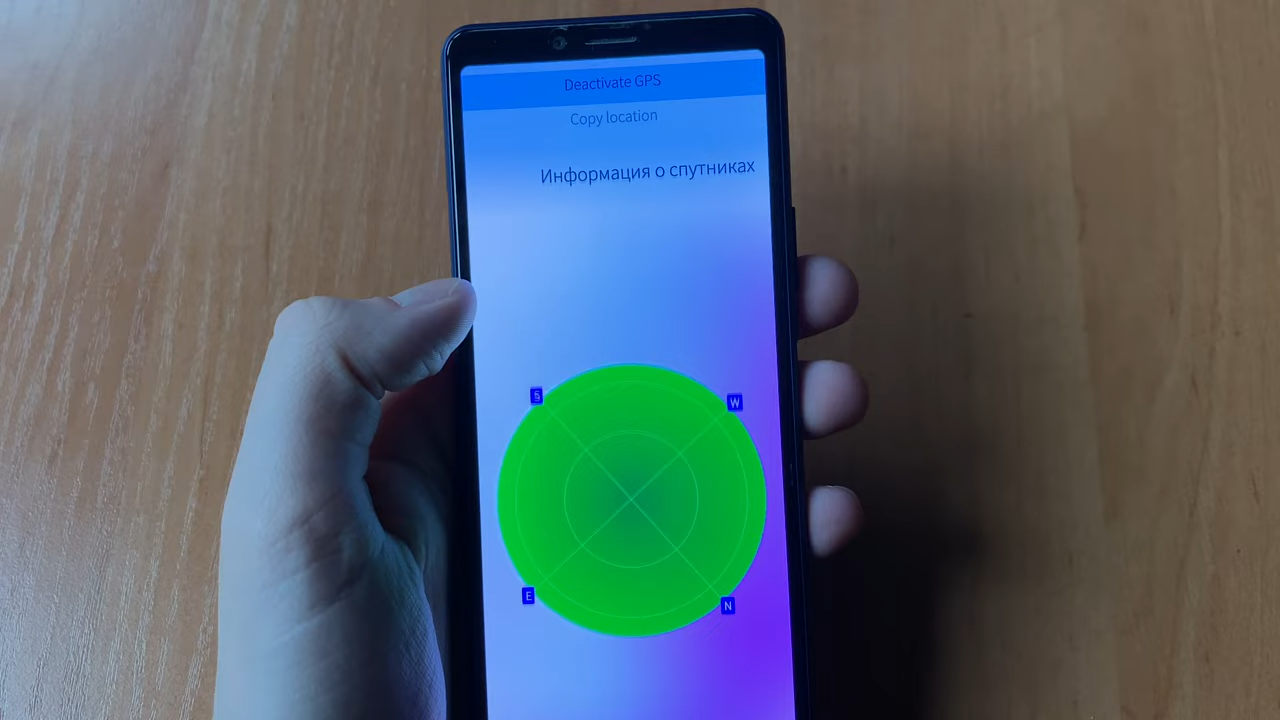 Deactivate GPS
Copy location
Информация о спутниках
S
W
E
N